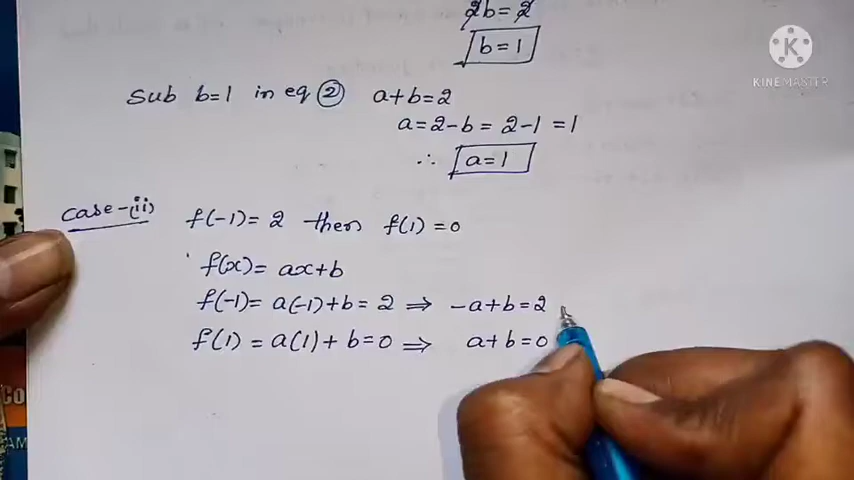 2b = 2
b = 1
K
KINEMASTER
Sub b=1 in eq ② a+b=2
a=2-b = 2-1 = 1
∴ a=1
Case-(ii) f(-1)= 2 then f(1) = 0
f(x)= ax+b
f(-1)= a(-1)+b= 2 ⇒ -a+b=2
f(1) = a(1)+ b=0 ⇒ a+b=0